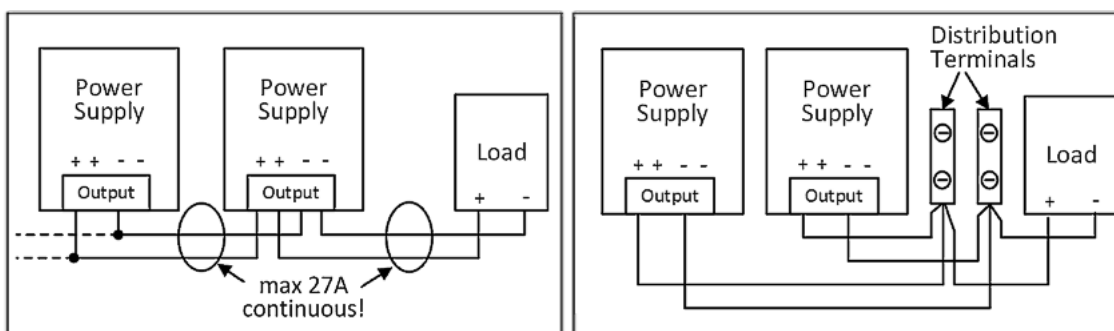 Power
Supply
+ + - -
Output
Power
Supply
+ + - -
Output
Load
+ -
max 27A
continuous!
Distribution
Terminals
Power
Supply
+ + - -
Output
Power
Supply
+ + - -
Output
Load
+ -